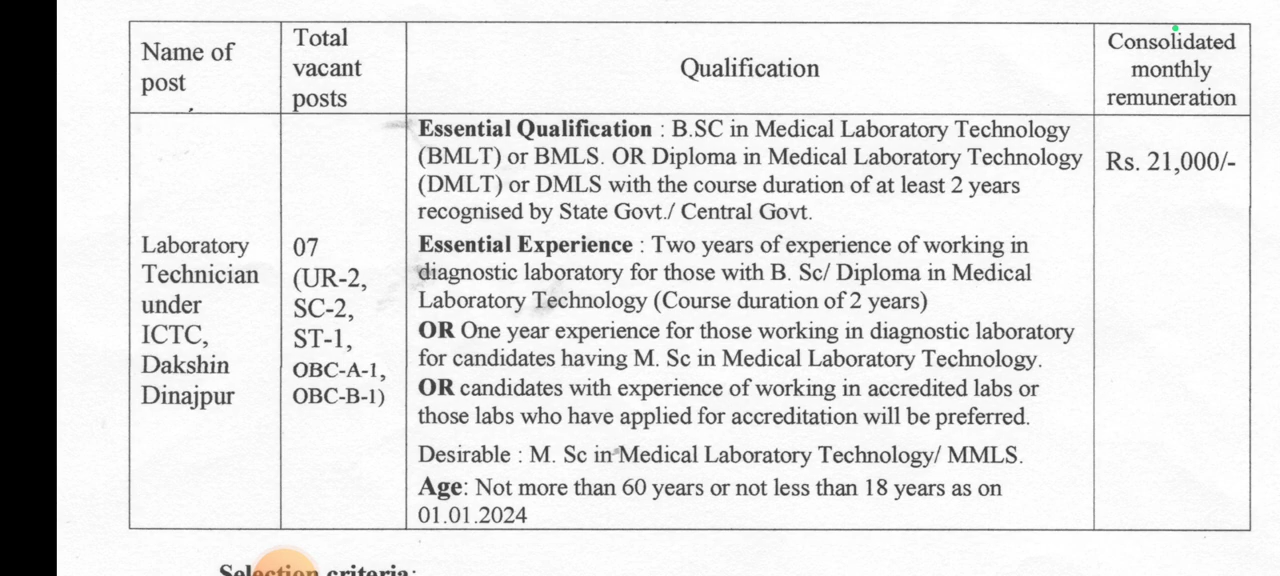 Name of
post
Total
vacant
posts
Qualification
Consolidated
monthly
remuneration
Laboratory
Technician
under
ICTC,
Dakshin
Dinajpur
07
(UR-2,
SC-2,
ST-1,
OBC-A-1,
OBC-B-1)
Essential Qualification : B.SC in Medical Laboratory Technology
(BMLT) or BMLS. OR Diploma in Medical Laboratory Technology
(DMLT) or DMLS with the course duration of at least 2 years
recognised by State Govt./ Central Govt.
Essential Experience : Two years of experience of working in
diagnostic laboratory for those with B. Sc/ Diploma in Medical
Laboratory Technology (Course duration of 2 years)
OR One year experience for those working in diagnostic laboratory
for candidates having M. Sc in Medical Laboratory Technology.
OR candidates with experience of working in accredited labs or
those labs who have applied for accreditation will be preferred.
Desirable : M. Sc in Medical Laboratory Technology/ MMLS.
Age: Not more than 60 years or not less than 18 years as on
01.01.2024
Rs. 21,000/-
Selection criteria: